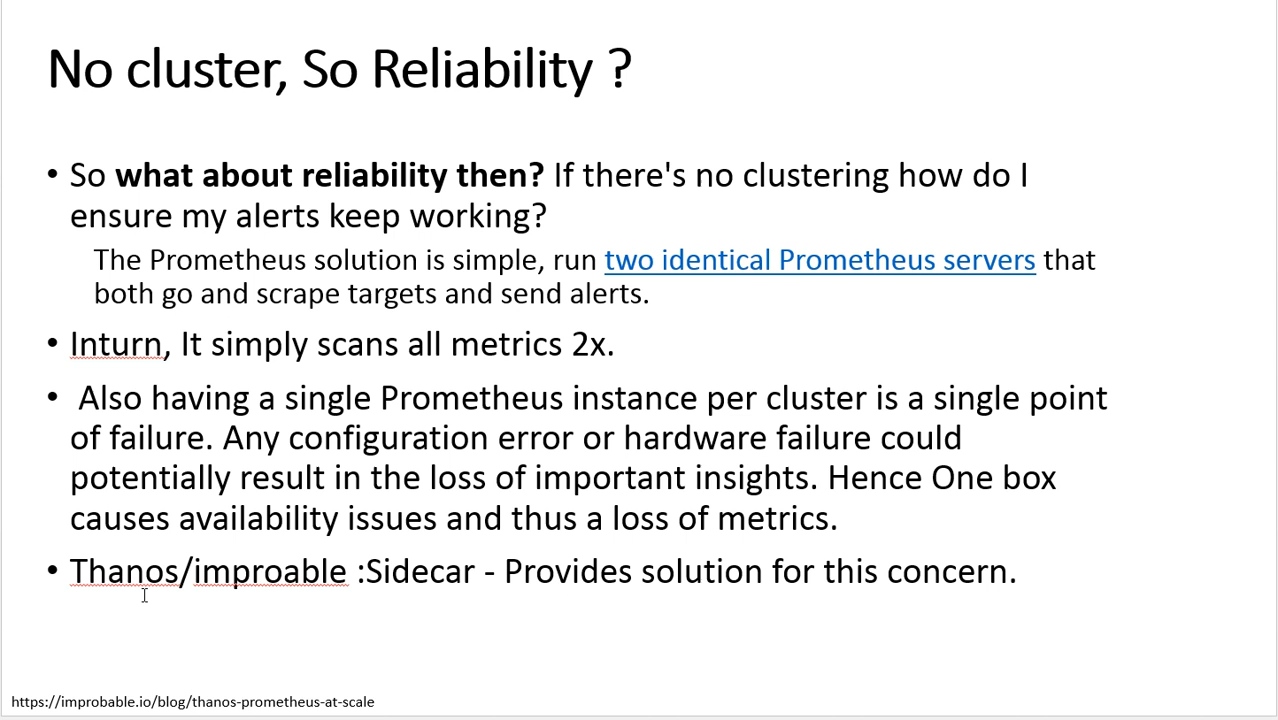 No cluster, So Reliability ?
• So what about reliability then? If there's no clustering how do I
ensure my alerts keep working?
The Prometheus solution is simple, run two identical Prometheus servers that
both go and scrape targets and send alerts.
• Inturn, It simply scans all metrics 2x.
• Also having a single Prometheus instance per cluster is a single point
of failure. Any configuration error or hardware failure could
potentially result in the loss of important insights. Hence One box
causes availability issues and thus a loss of metrics.
• Thanos/improable :Sidecar - Provides solution for this concern.
https://improbable.io/blog/thanos-prometheus-at-scale